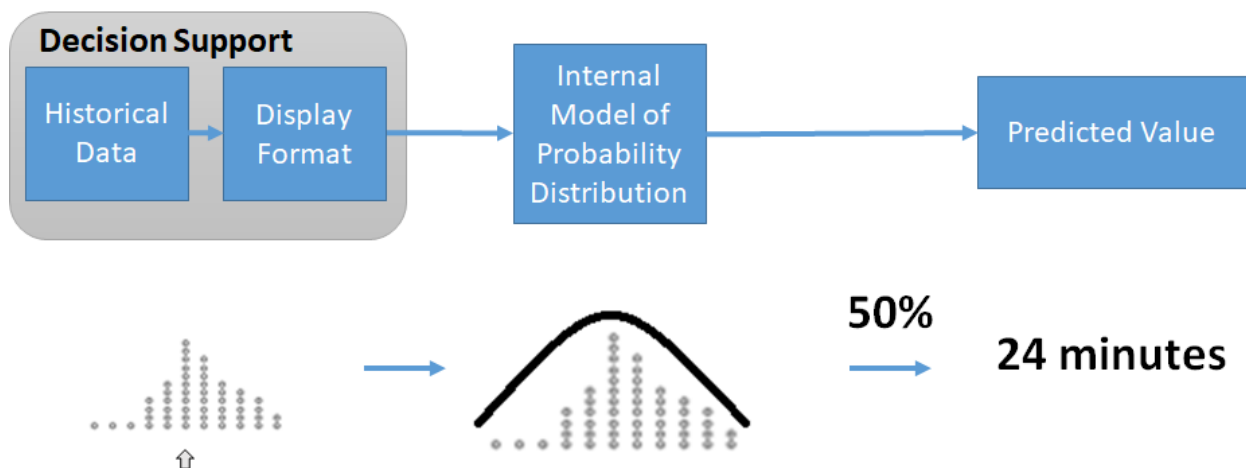 Decision Support
Historical
Data
Display
Format
Internal
Model of
Probability
Distribution
Predicted Value
50%
24 minutes